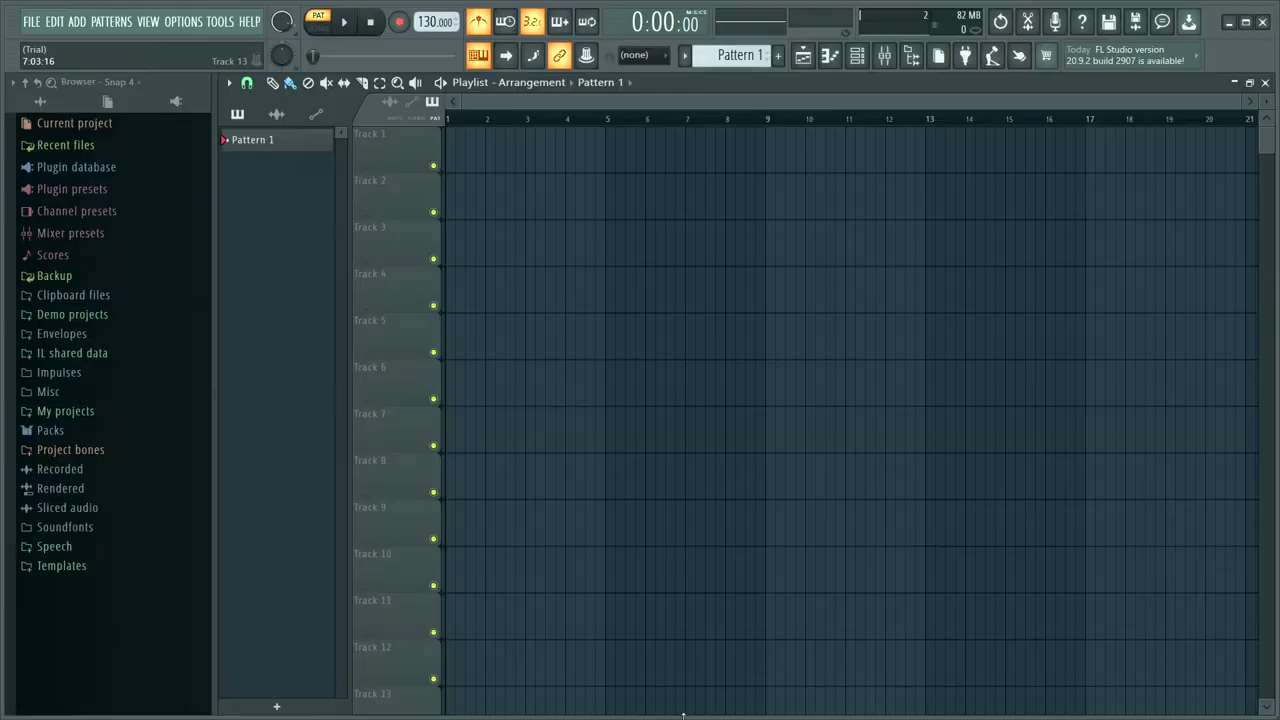 FILE EDIT ADD PATTERNS VIEW OPTIONS TOOLS HELP
PAT
130.000
3.2.
0:00:00
M:S:CS
2
82 MB
0
(Trial)
7:03:16
Track 13
(none)
Pattern 1
Today FL Studio version
20.9.2 build 2907 is available!
Browser - Snap 4
Playlist - Arrangement
Pattern 1
Current project
Recent files
Plugin database
Plugin presets
Channel presets
Mixer presets
Scores
Backup
Clipboard files
Demo projects
Envelopes
IL shared data
Impulses
Misc
My projects
Packs
Project bones
Recorded
Rendered
Sliced audio
Soundfonts
Speech
Templates
Pattern 1
+
PAT
1 2 3 4 5 6 7 8 9 10 11 12 13 14 15 16 17 18 19 20 21
Track 1
Track 2
Track 3
Track 4
Track 5
Track 6
Track 7
Track 8
Track 9
Track 10
Track 11
Track 12
Track 13